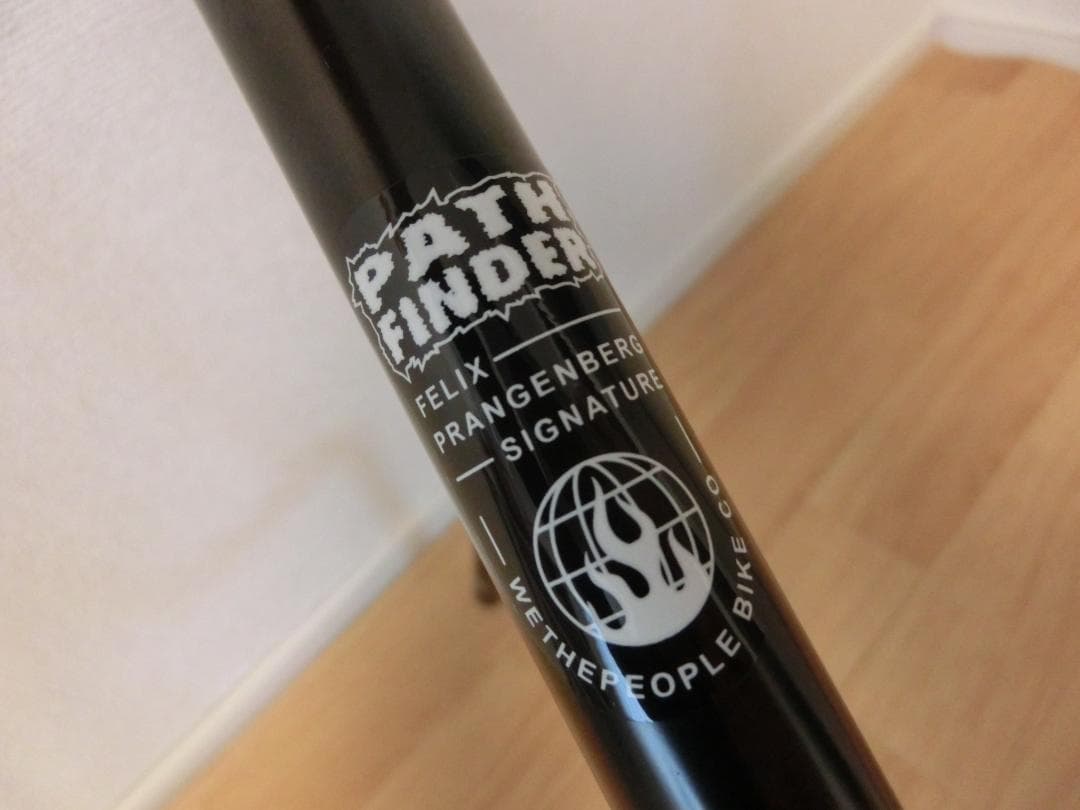 PATH
FINDER
FELIX
PRANGENBERG
SIGNATURE
WETHEPEOPLE BIKE CO